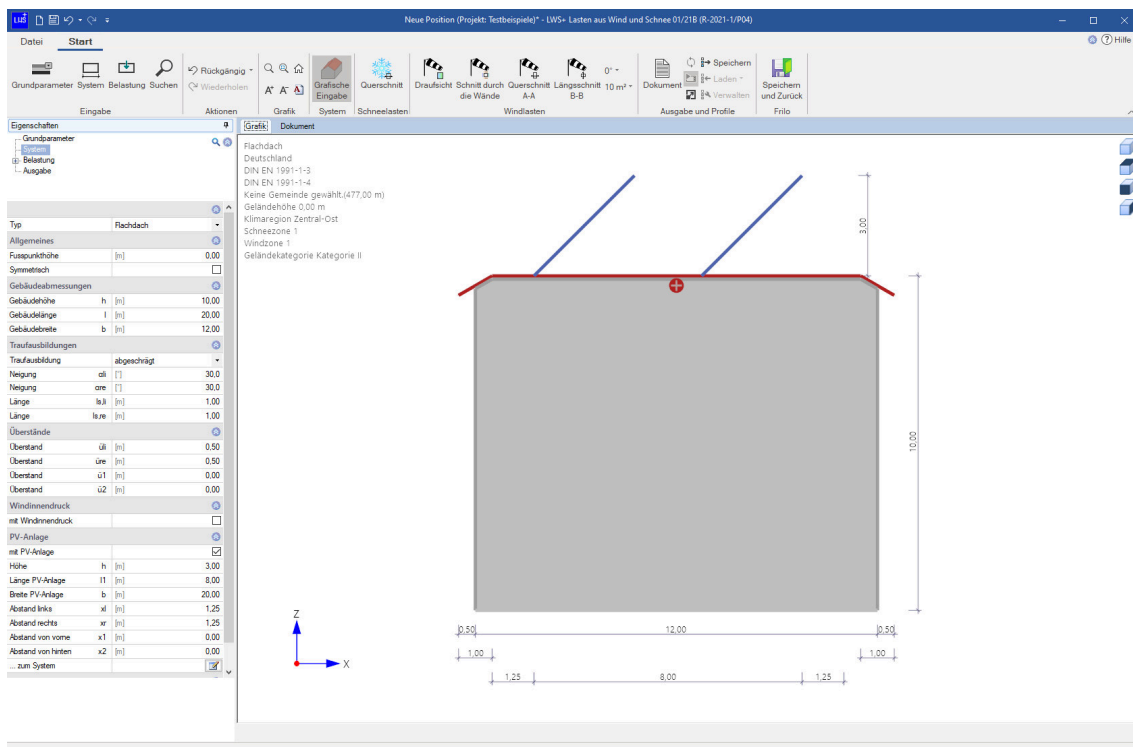 LWS+
Neue Position (Projekt: Testbeispiele)* - LWS+ Lasten aus Wind und Schnee 01/21B (R-2021-1/P04)
Datei Start
Hilfe
Grundparameter System Belastung Suchen
Eingabe
Rückgängig
Wiederholen
Aktionen
Grafik
Grafische Eingabe
System
Querschnitt
Schneelasten
Draufsicht
Schnitt durch die Wände
Querschnitt A-A
Längsschnitt B-B
0°
10 m²
Windlasten
Dokument
Speichern
Laden
Verwalten
Ausgabe und Profile
Speichern und Zurück
Frilo
Eigenschaften
Grundparameter
System
Belastung
Ausgabe
Typ Flachdach
Allgemeines
Fusspunkthöhe [m] 0,00
Symmetrisch
Gebäudeabmessungen
Gebäudehöhe h [m] 10,00
Gebäudelänge l [m] 20,00
Gebäudebreite b [m] 12,00
Traufausbildungen
Traufausbildung abgeschrägt
Neigung αli [°] 30,0
Neigung αre [°] 30,0
Länge ls,li [m] 1,00
Länge ls,re [m] 1,00
Überstände
Überstand üli [m] 0,50
Überstand üre [m] 0,50
Überstand ü1 [m] 0,00
Überstand ü2 [m] 0,00
Windinnendruck
mit Windinnendruck
PV-Anlage
mit PV-Anlage
Höhe h [m] 3,00
Länge PV-Anlage l1 [m] 8,00
Breite PV-Anlage b [m] 20,00
Abstand links xl [m] 1,25
Abstand rechts xr [m] 1,25
Abstand von vorne x1 [m] 0,00
Abstand von hinten x2 [m] 0,00
... zum System
Grafik Dokument
Flachdach
Deutschland
DIN EN 1991-1-3
DIN EN 1991-1-4
Keine Gemeinde gewählt.(477,00 m)
Geländehöhe 0,00 m
Klimaregion Zentral-Ost
Schneezone 1
Windzone 1
Geländekategorie Kategorie II
3,00
10,00
Z
X
0,50 12,00 0,50
1,00 1,00
1,25 8,00 1,25